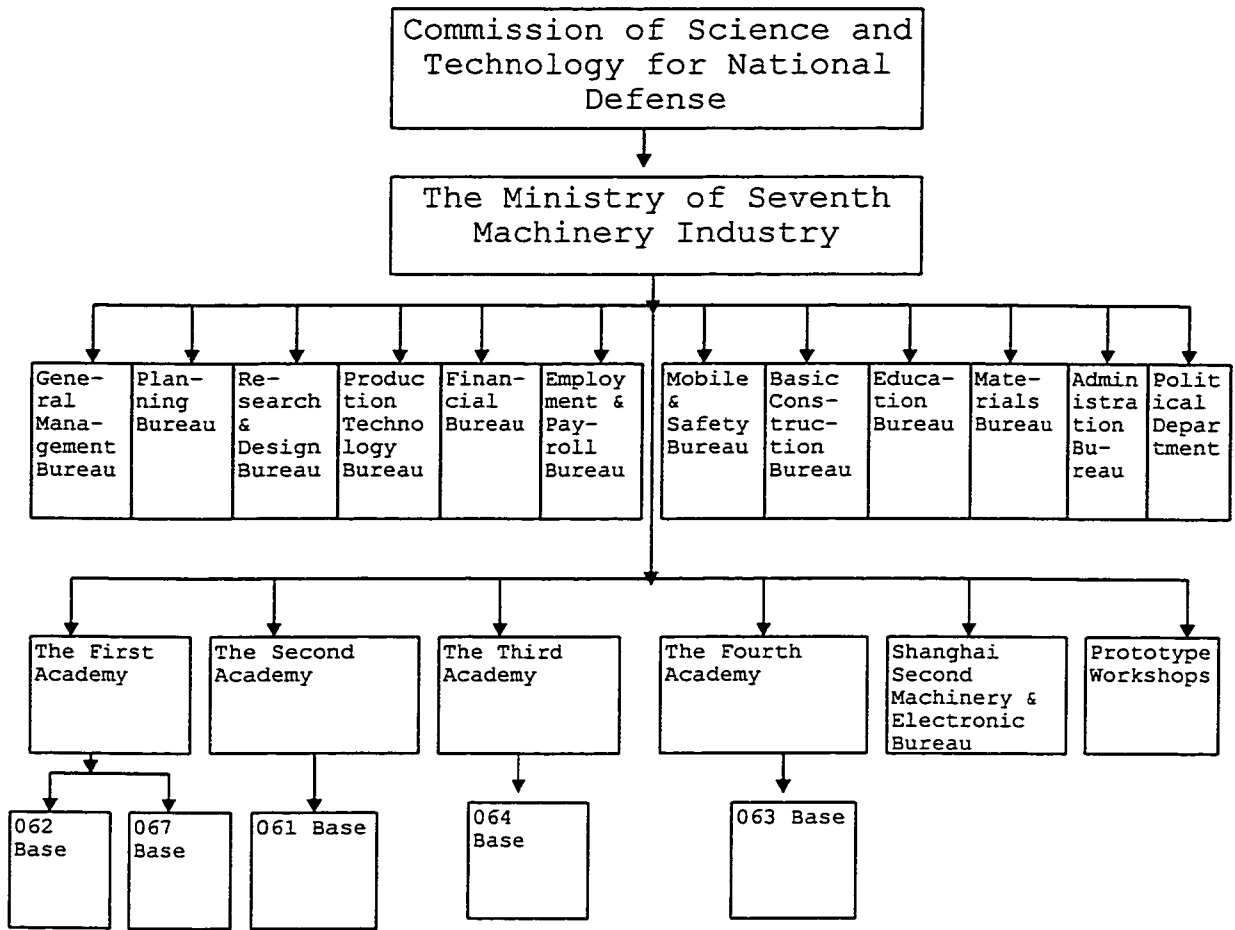 Commission of Science and
Technology for National
Defense
The Ministry of Seventh
Machinery Industry
Gene-
ral
Mana-
gement
Bureau
Plan-
ning
Bureau
Re-
search
&
Design
Bureau
Produc
tion
Techno
logy
Bureau
Finan-
cial
Bureau
Employ
ment &
Pay-
roll
Bureau
Mobile
&
Safety
Bureau
Basic
Cons-
truc-
tion
Bureau
Educa-
tion
Bureau
Mate-
rials
Bureau
Admin
istra
tion
Bu-
reau
Polit
ical
Depar
tment
The First
Academy
The Second
Academy
The Third
Academy
The Fourth
Academy
Shanghai
Second
Machinery &
Electronic
Bureau
Prototype
Workshops
062
Base
067
Base
061 Base
064
Base
063 Base